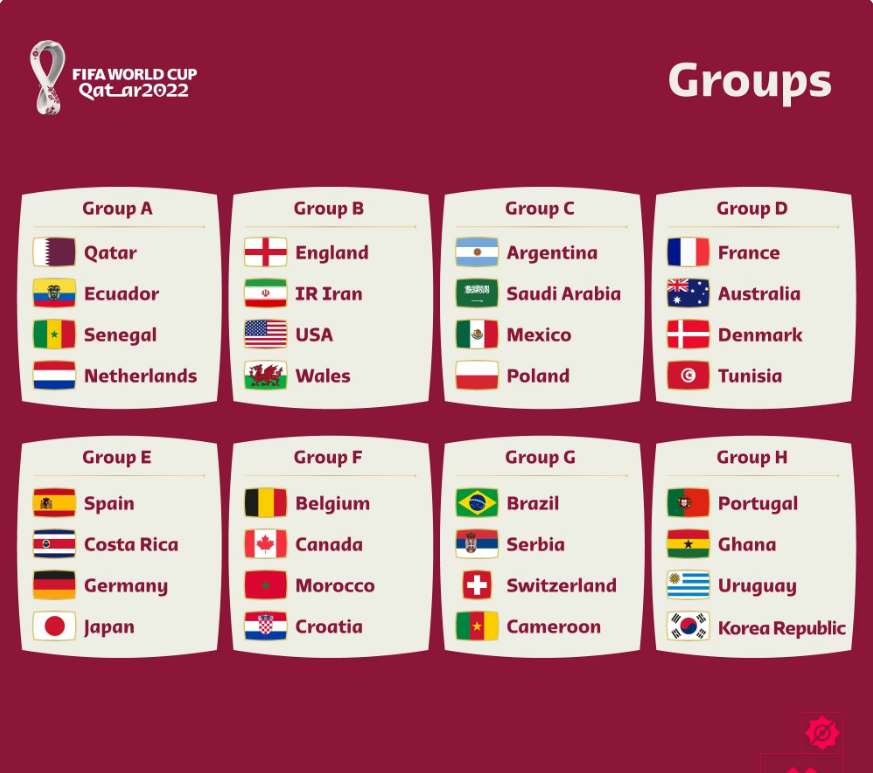 FIFA WORLD CUP
Qatar2022
Groups
Group A
Qatar
Ecuador
Senegal
Netherlands
Group B
England
IR Iran
USA
Wales
Group C
Argentina
Saudi Arabia
Mexico
Poland
Group D
France
Australia
Denmark
Tunisia
Group E
Spain
Costa Rica
Germany
Japan
Group F
Belgium
Canada
Morocco
Croatia
Group G
Brazil
Serbia
Switzerland
Cameroon
Group H
Portugal
Ghana
Uruguay
Korea Republic